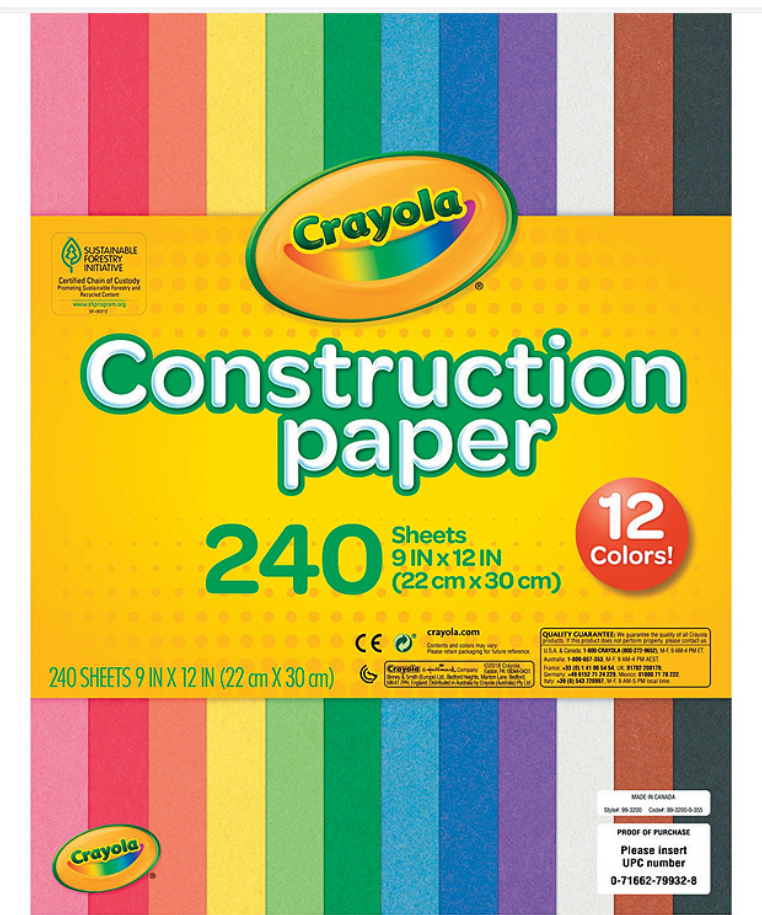 Crayola
®
SUSTAINABLE
FORESTRY
INITIATIVE
Certified Chain of Custody
Promoting Sustainable Forestry and
Recycled Content
www.sfiprogram.org
Construction
paper
240
Sheets
9 IN x 12 IN
(22 cm x 30 cm)
12
Colors!
CE
crayola.com
Contents and colors may vary.
Please retain packaging for future reference.
QUALITY GUARANTEE: We guarantee the quality of all Crayola
products. If this product does not perform properly, please contact us.
U.S.A. & Canada: 1-800-CRAYOLA (800-272-9652), M-F, 9 AM-4 PM ET.
Australia: 1-800-657-353, M-F, 9 AM-4 PM AEST.
France: +33 (0) 1 41 06 54 54, UK: 01702 208170,
Germany: +49 6152 71 24 229, Mexico: 01800 71 78 222,
Italy: +39 (0) 543 720997, M-F, 9 AM-5 PM local time.
Crayola A Hallmark Company ©2018 Crayola,
Binney & Smith (Europe) Ltd., Bedford Heights, Manton Lane, Bedford,
England. Distributed in Australia by Crayola (Australia) Pty Ltd
240 SHEETS 9 IN X 12 IN (22 cm X 30 cm)
Crayola
®
MADE IN CANADA
Style#: 99-3200 Code#: 99-3200-0-355
PROOF OF PURCHASE
Please insert
UPC number
0-71662-79932-8